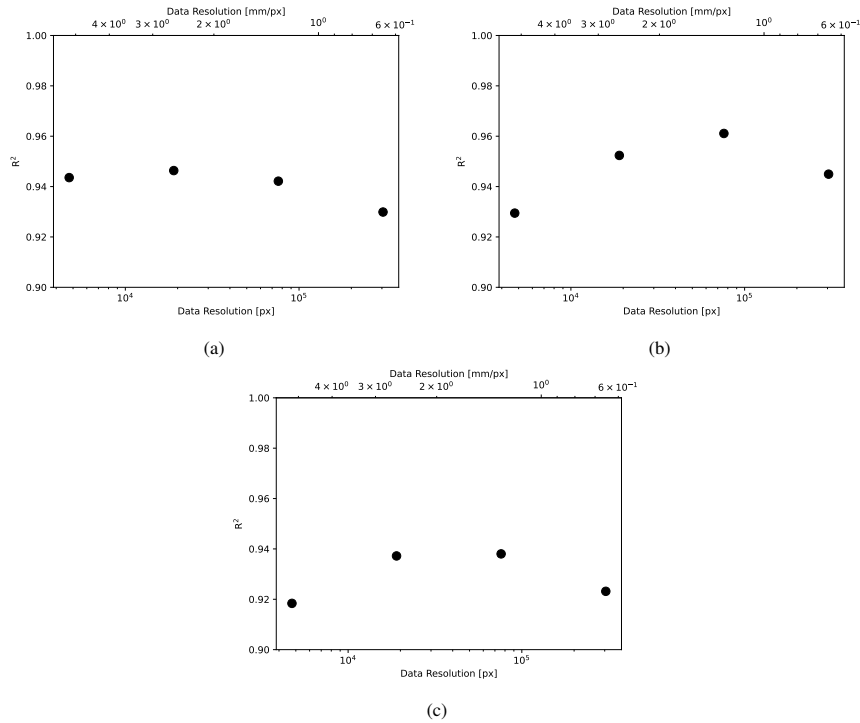 Data Resolution [mm/px]
4 × 10⁰ 3 × 10⁰ 2 × 10⁰ 10⁰ 6 × 10⁻¹
1.00
0.98
0.96
0.94
0.92
0.90
R²
10⁴ 10⁵
Data Resolution [px]
(a)
Data Resolution [mm/px]
4 × 10⁰ 3 × 10⁰ 2 × 10⁰ 10⁰ 6 × 10⁻¹
1.00
0.98
0.96
0.94
0.92
0.90
R²
10⁴ 10⁵
Data Resolution [px]
(b)
Data Resolution [mm/px]
4 × 10⁰ 3 × 10⁰ 2 × 10⁰ 10⁰ 6 × 10⁻¹
1.00
0.98
0.96
0.94
0.92
0.90
R²
10⁴ 10⁵
Data Resolution [px]
(c)